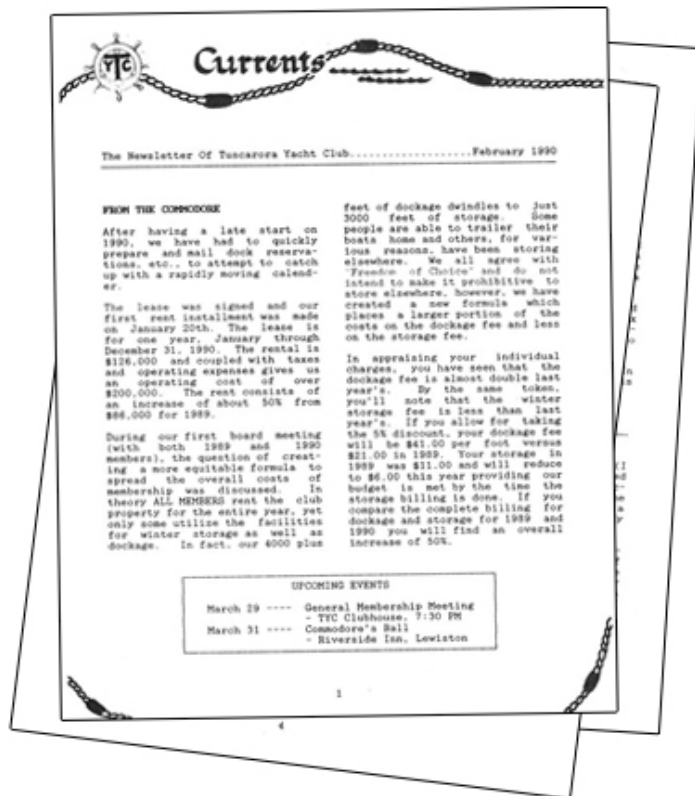 YTC
Currents
The Newsletter Of Tuscarora Yacht Club..................February 1990
FROM THE COMMODORE
After having a late start on
1990, we have had to quickly
prepare and mail dock reserva-
tions, etc., to attempt to catch
up with a rapidly moving calend-
er.
The lease was signed and our
first rent installment was made
on January 20th. The lease is
for one year, January through
December 31, 1990. The rental is
$126,000 and coupled with taxes
and operating expenses gives us
an operating cost of over
$200,000. The rent consists of
an increase of about 50% from
$86,000 for 1989.
During our first board meeting
(with both 1989 and 1990
members), the question of creat-
ing a more equitable formula to
spread the overall costs of
membership was discussed. In
theory ALL MEMBERS rent the club
property for the entire year, yet
only some utilize the facilities
for winter storage as well as
dockage. In fact, our 4000 plus
feet of dockage dwindles to just
3000 feet of storage. Some
people are able to trailer their
boats home and others, for var-
ious reasons, have been storing
elsewhere. We all agree with
"Freedom of Choice" and do not
intend to make it prohibitive to
store elsewhere, however, we have
created a new formula which
places a larger portion of the
costs on the dockage fee and less
on the storage fee.
In appraising your individual
charges, you have seen that the
dockage fee is almost double last
year's. By the same token,
you'll note that the winter
storage fee is less than last
year's. If you allow for taking
the 5% discount, your dockage fee
will be $41.00 per foot versus
$21.00 in 1989. Your storage in
1989 was $11.00 and will reduce
to $6.00 this year providing our
budget is met by the time the
storage billing is done. If you
compare the complete billing for
dockage and storage for 1989 and
1990 you will find an overall
increase of 50%.
UPCOMING EVENTS
March 29 ---- General Membership Meeting
- TYC Clubhouse, 7:30 PM
March 31 ---- Commodore's Ball
- Riverside Inn, Lewiston
1
4